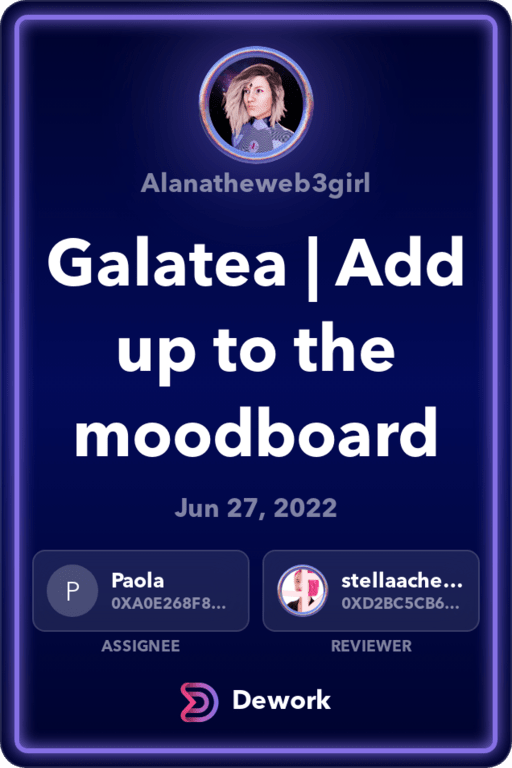 Alanatheweb3girl
Galatea | Add
up to the
moodboard
Jun 27, 2022
P
Paola
0XA0E268F8...
ASSIGNEE
stellaache...
0XD2BC5CB6...
REVIEWER
Dework